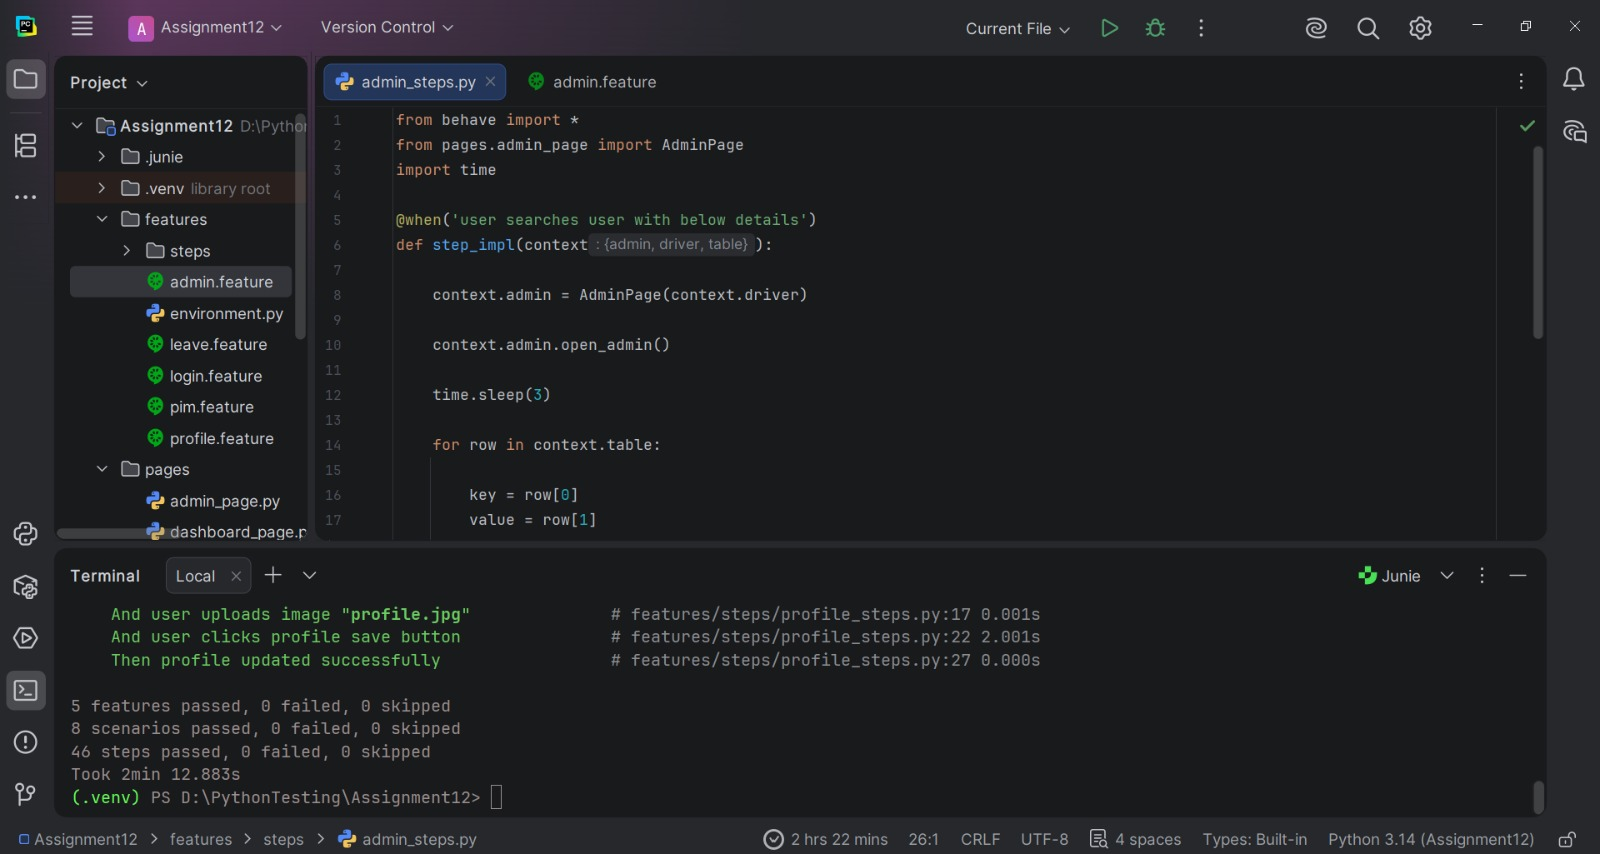 A Assignment12
Version Control
Current File
Project
Assignment12 D:\Pytho
.junie
.venv library root
features
steps
admin.feature
environment.py
leave.feature
login.feature
pim.feature
profile.feature
pages
admin_page.py
dashboard_page.p
admin_steps.py
admin.feature
1 from behave import *
2 from pages.admin_page import AdminPage
3 import time
4
5 @when('user searches user with below details')
6 def step_impl(context : {admin, driver, table} ):
7
8 context.admin = AdminPage(context.driver)
9
10 context.admin.open_admin()
11
12 time.sleep(3)
13
14 for row in context.table:
15
16 key = row[0]
17 value = row[1]
Terminal
Local
Junie
And user uploads image "profile.jpg" # features/steps/profile_steps.py:17 0.001s
And user clicks profile save button # features/steps/profile_steps.py:22 2.001s
Then profile updated successfully # features/steps/profile_steps.py:27 0.000s
5 features passed, 0 failed, 0 skipped
8 scenarios passed, 0 failed, 0 skipped
46 steps passed, 0 failed, 0 skipped
Took 2min 12.883s
(.venv) PS D:\PythonTesting\Assignment12>
Assignment12 > features > steps > admin_steps.py
2 hrs 22 mins 26:1 CRLF UTF-8 4 spaces Types: Built-in Python 3.14 (Assignment12)